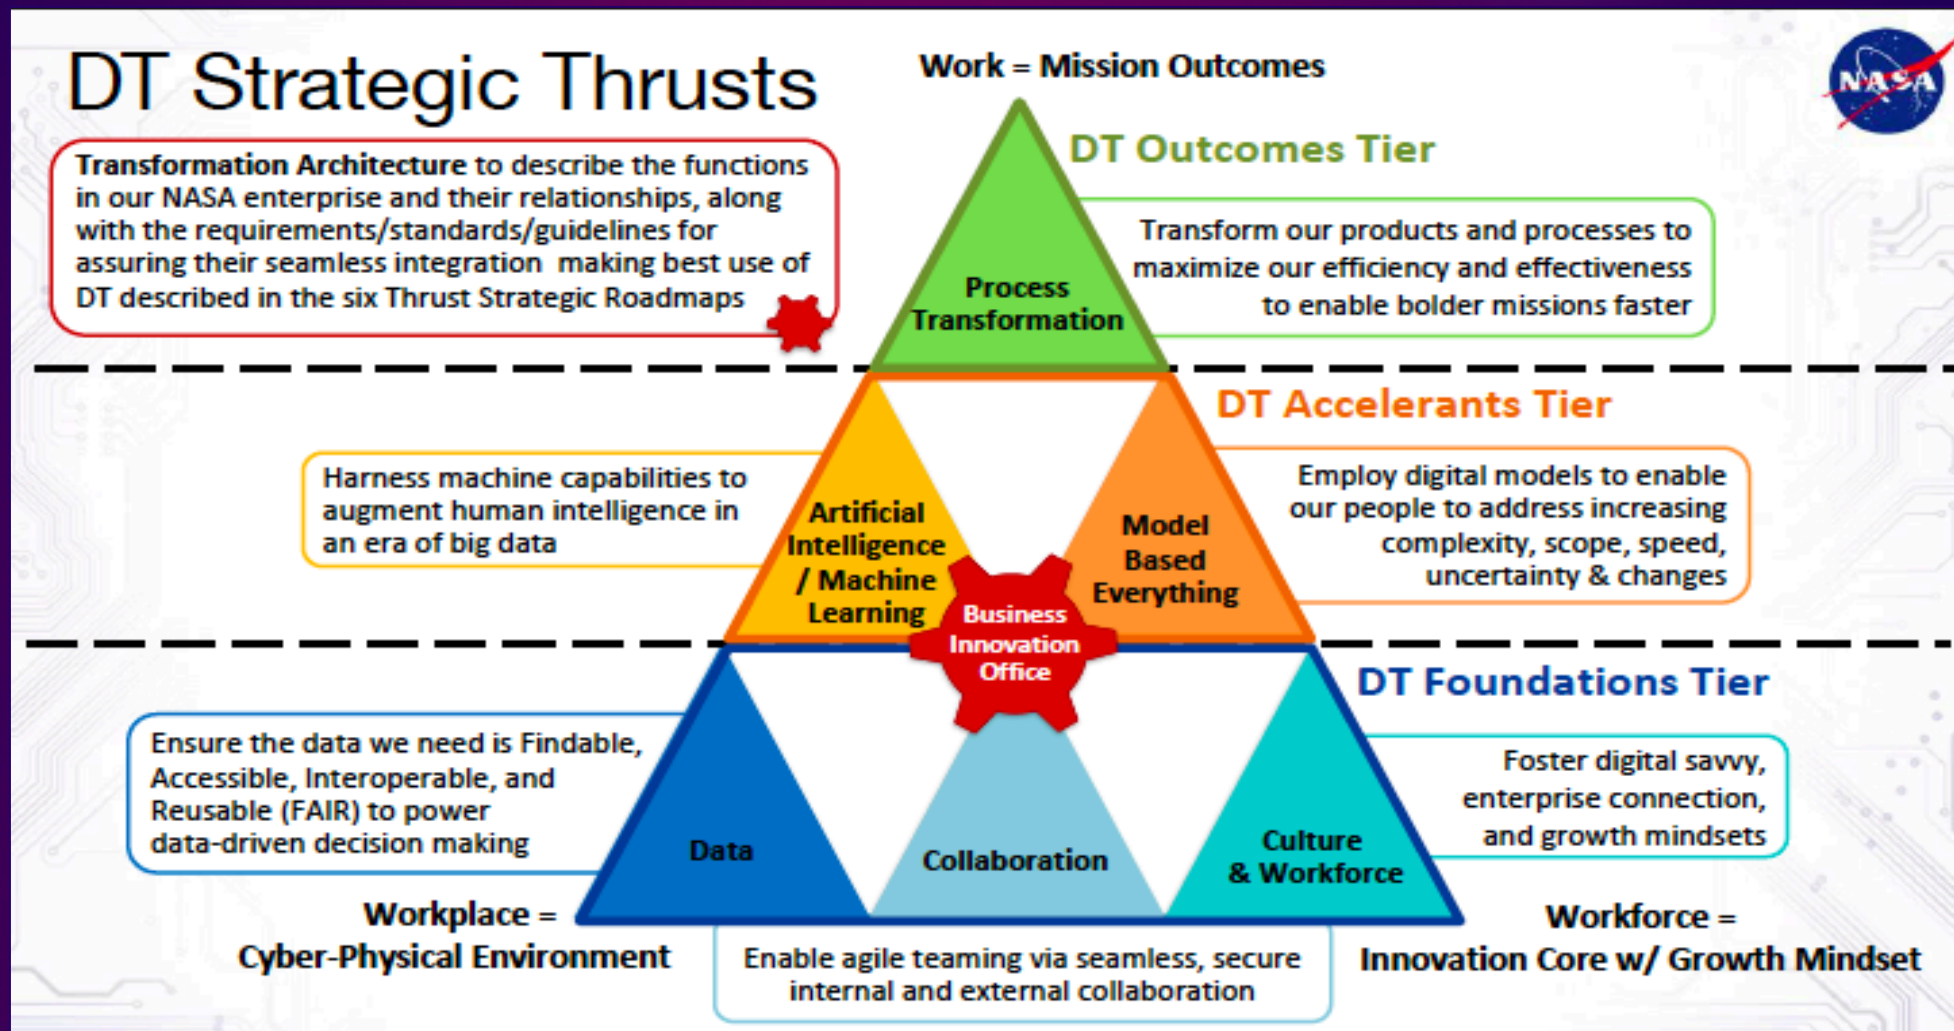 DT Strategic Thrusts
Work = Mission Outcomes
NASA
Transformation Architecture to describe the functions
in our NASA enterprise and their relationships, along
with the requirements/standards/guidelines for
assuring their seamless integration making best use of
DT described in the six Thrust Strategic Roadmaps
DT Outcomes Tier
Transform our products and processes to
maximize our efficiency and effectiveness
to enable bolder missions faster
Process
Transformation
DT Accelerants Tier
Harness machine capabilities to
augment human intelligence in
an era of big data
Artificial
Intelligence
/ Machine
Learning
Model
Based
Everything
Employ digital models to enable
our people to address increasing
complexity, scope, speed,
uncertainty & changes
Business
Innovation
Office
DT Foundations Tier
Ensure the data we need is Findable,
Accessible, Interoperable, and
Reusable (FAIR) to power
data-driven decision making
Data
Collaboration
Culture
& Workforce
Foster digital savvy,
enterprise connection,
and growth mindsets
Workplace =
Cyber-Physical Environment
Enable agile teaming via seamless, secure
internal and external collaboration
Workforce =
Innovation Core w/ Growth Mindset